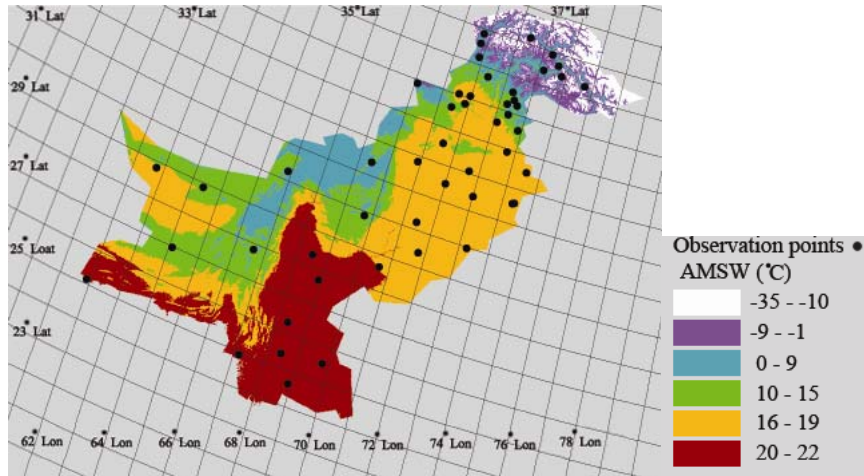 31 Lat
33 Lat
35 Lat
37 Lat
29 Lat
27 Lat
25 Loat
23 Lat
62 Lon
64 Lon
66 Lon
68 Lon
70 Lon
72 Lon
74 Lon
76 Lon
78 Lon
Observation points
AMSW (°C)
-35 - -10
-9 - -1
0 - 9
10 - 15
16 - 19
20 - 22